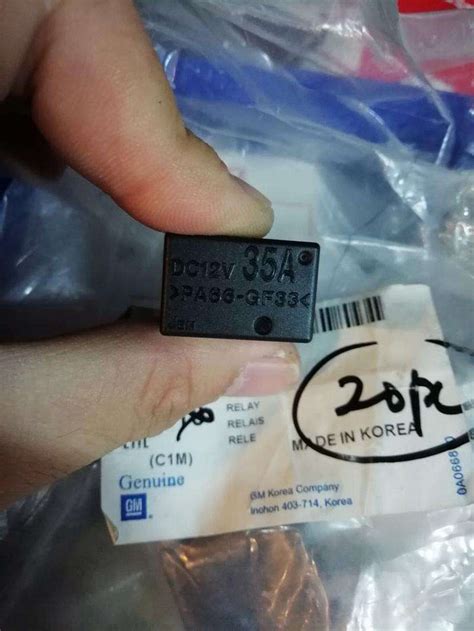 DC12V 35A
>PA66-GF33<
20pc
RELAY
RELAIS
RELE
MADE IN KOREA
(C1M)
Genuine
GM
GM Korea Company
Inchon 403-714, Korea